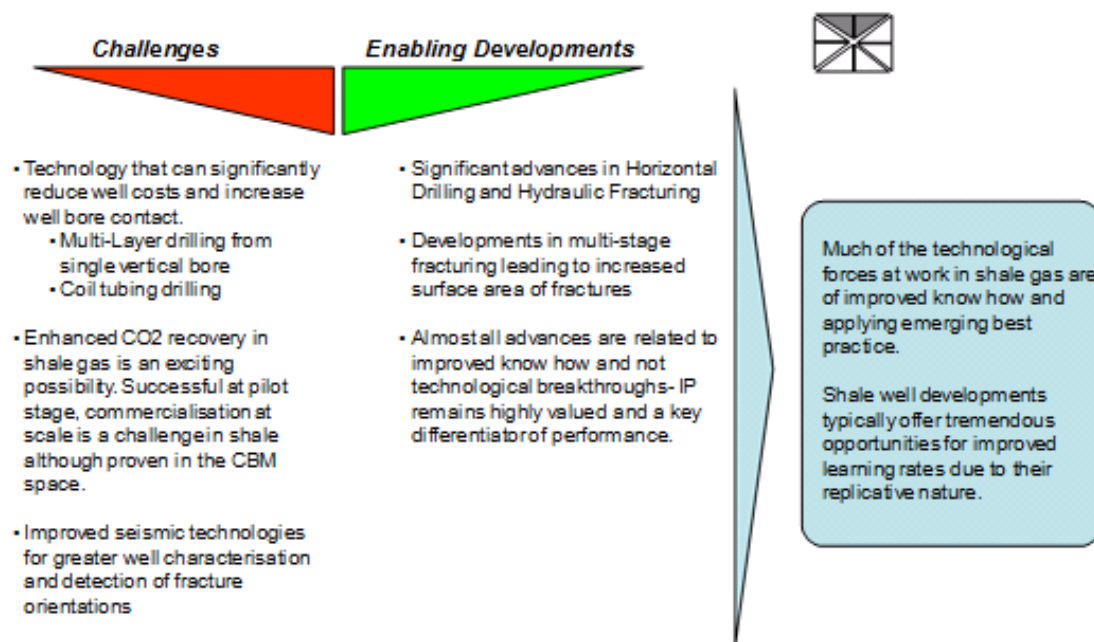 Challenges
Enabling Developments
▪ Technology that can significantly
reduce well costs and increase
well bore contact.
▪ Multi-Layer drilling from
single vertical bore
▪ Coil tubing drilling
▪ Enhanced CO2 recovery in
shale gas is an exciting
possibility. Successful at pilot
stage, commercialisation at
scale is a challenge in shale
although proven in the CBM
space.
▪ Improved seismic technologies
for greater well characterisation
and detection of fracture
orientations
▪ Significant advances in Horizontal
Drilling and Hydraulic Fracturing
▪ Developments in multi-stage
fracturing leading to increased
surface area of fractures
▪ Almost all advances are related to
improved know how and not
technological breakthroughs- IP
remains highly valued and a key
differentiator of performance.
Much of the technological
forces at work in shale gas are
of improved know how and
applying emerging best
practice.
Shale well developments
typically offer tremendous
opportunities for improved
learning rates due to their
replicative nature.